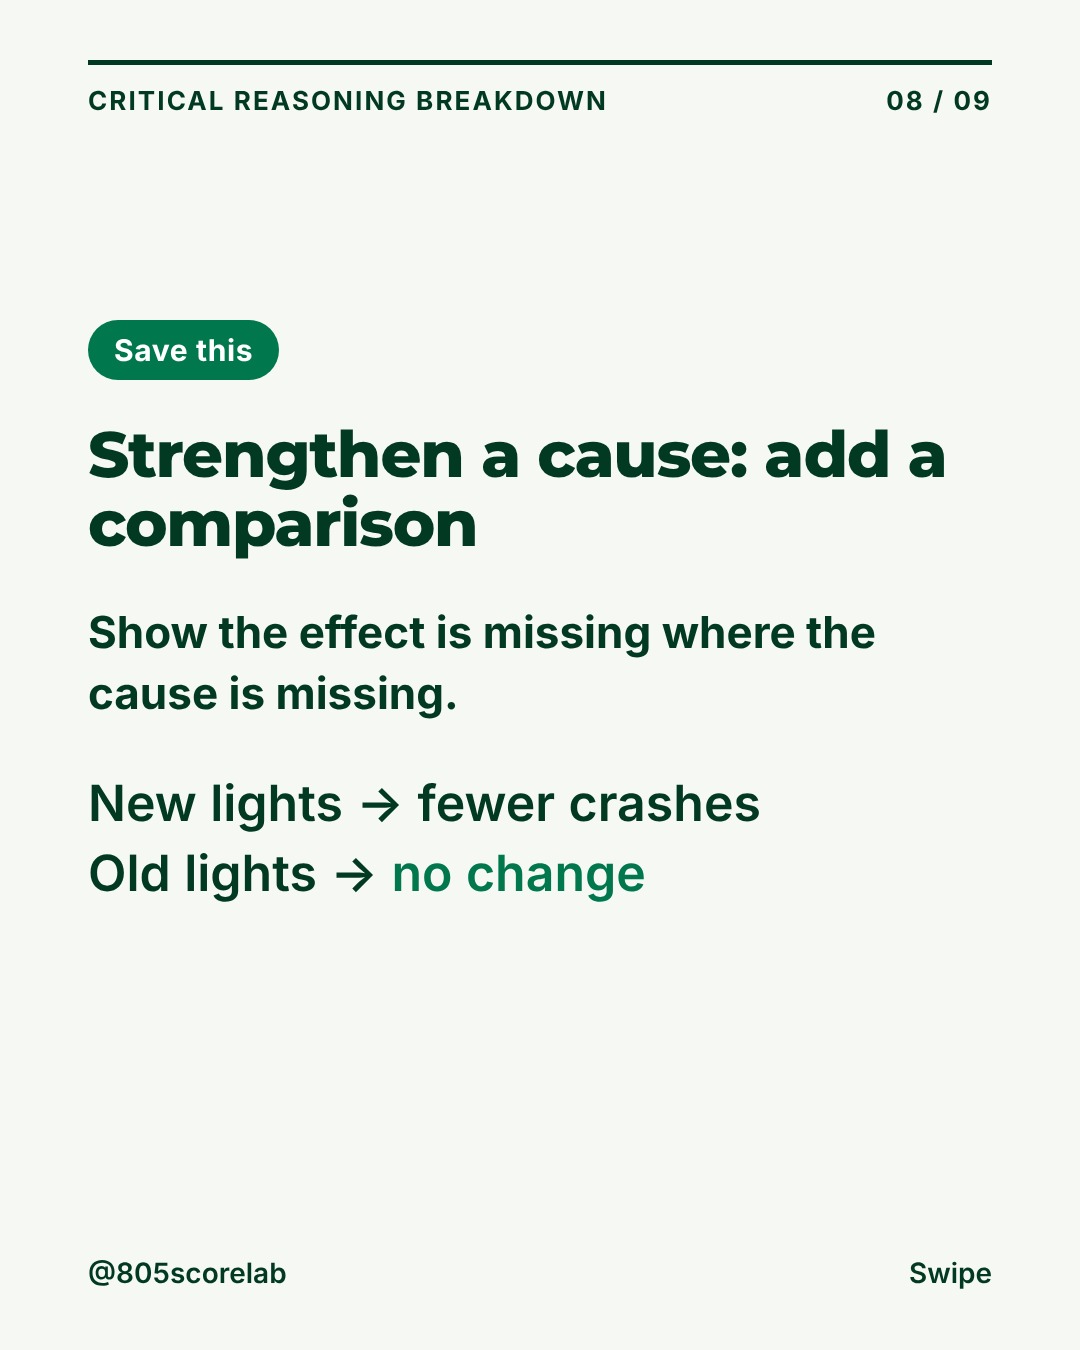 CRITICAL REASONING BREAKDOWN 08 / 09
Save this
Strengthen a cause: add a
comparison
Show the effect is missing where the
cause is missing.
New lights → fewer crashes
Old lights → no change
@805scorelab Swipe